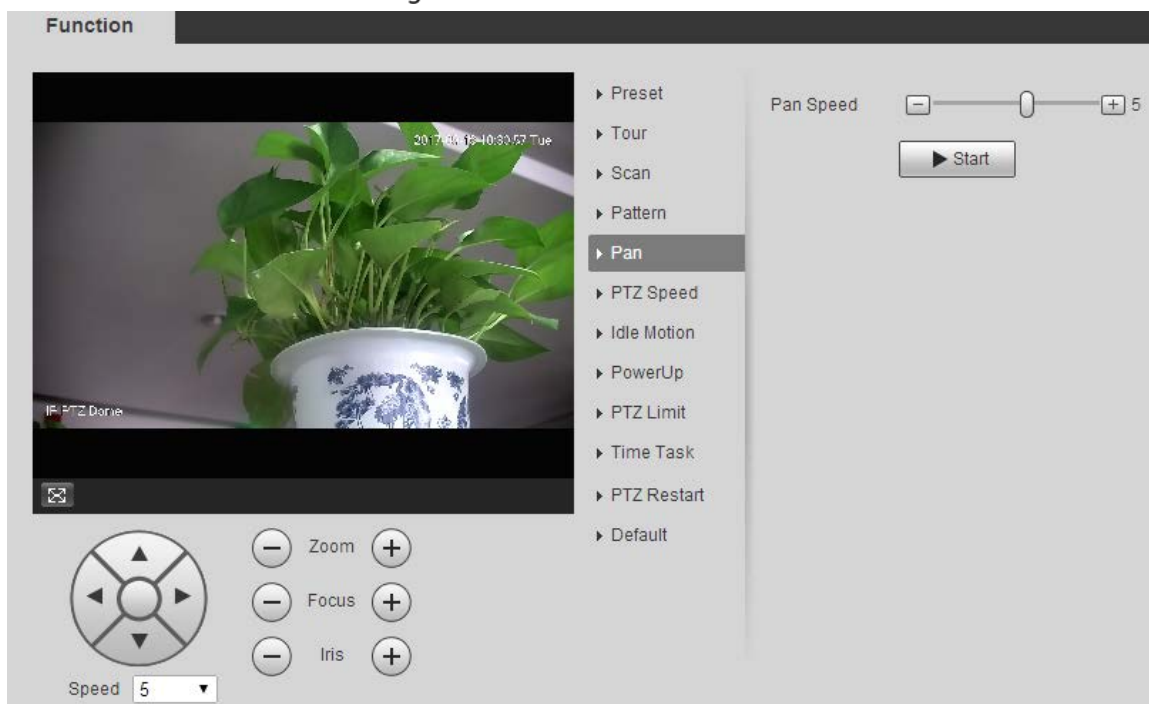 Function
Tue
IP PTZ Dome
Preset
Tour
Scan
Pattern
Pan
PTZ Speed
Idle Motion
PowerUp
PTZ Limit
Time Task
PTZ Restart
Default
Pan Speed
5
Start
Zoom
Focus
Iris
Speed 5